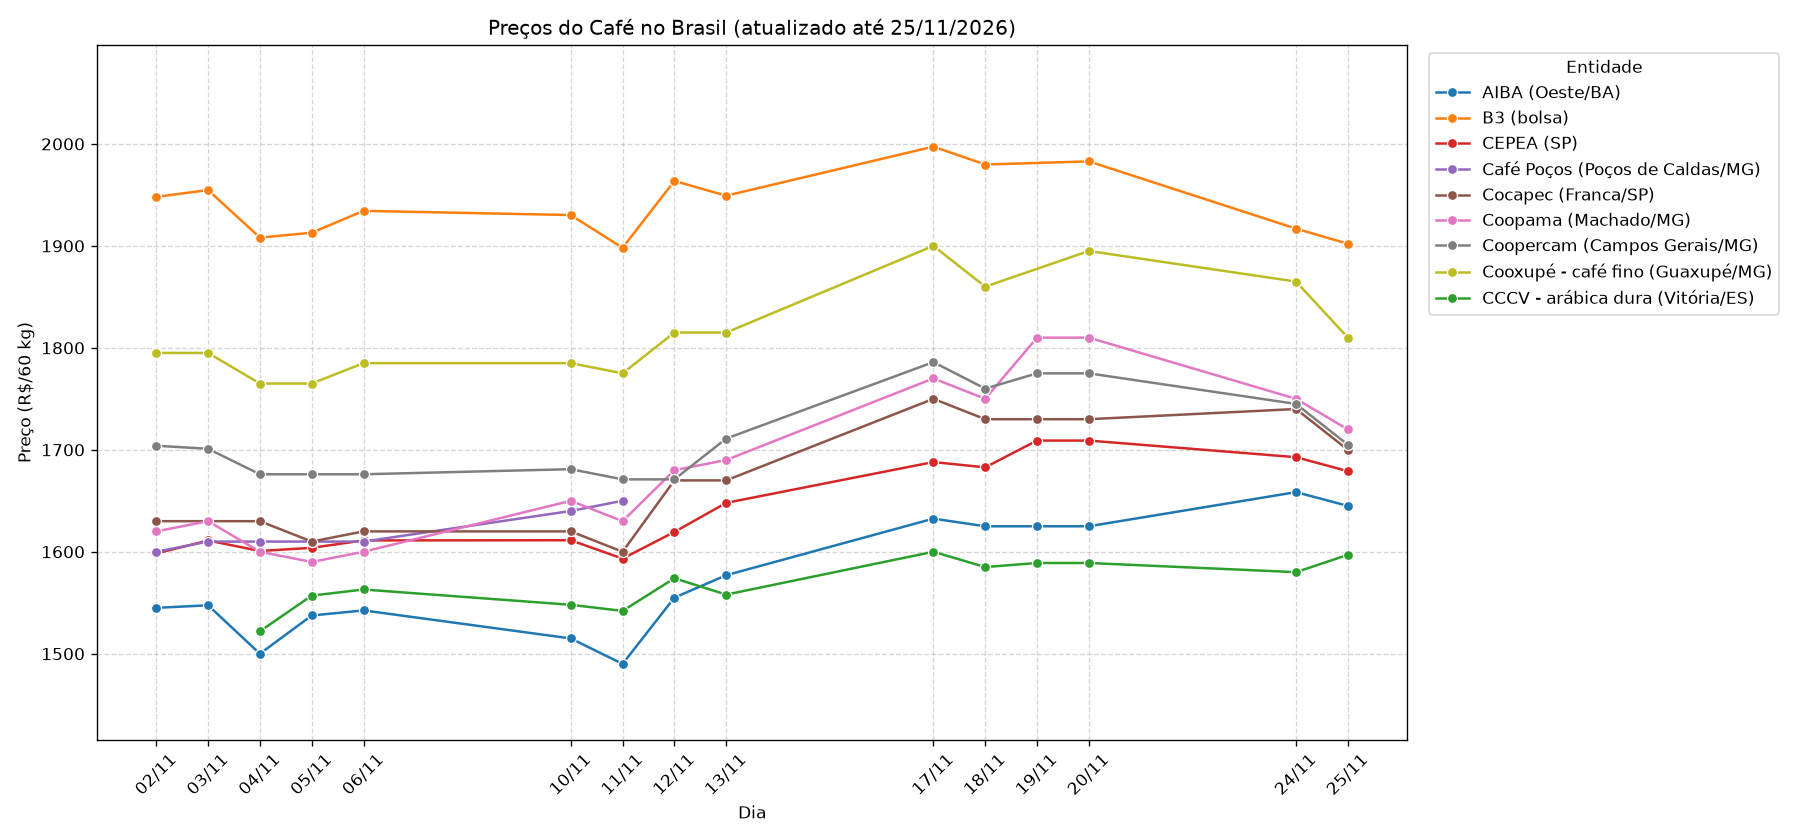 Preços do Café no Brasil (atualizado até 25/11/2026)
Preço (R$/60 kg)
2000
1900
1800
1700
1600
1500
02/11
03/11
04/11
05/11
06/11
10/11
11/11
12/11
13/11
17/11
18/11
19/11
20/11
24/11
25/11
Dia
Entidade
AIBA (Oeste/BA)
B3 (bolsa)
CEPEA (SP)
Café Poços (Poços de Caldas/MG)
Cocapec (Franca/SP)
Coopama (Machado/MG)
Coopercam (Campos Gerais/MG)
Cooxupé - café fino (Guaxupé/MG)
CCCV - arábica dura (Vitória/ES)